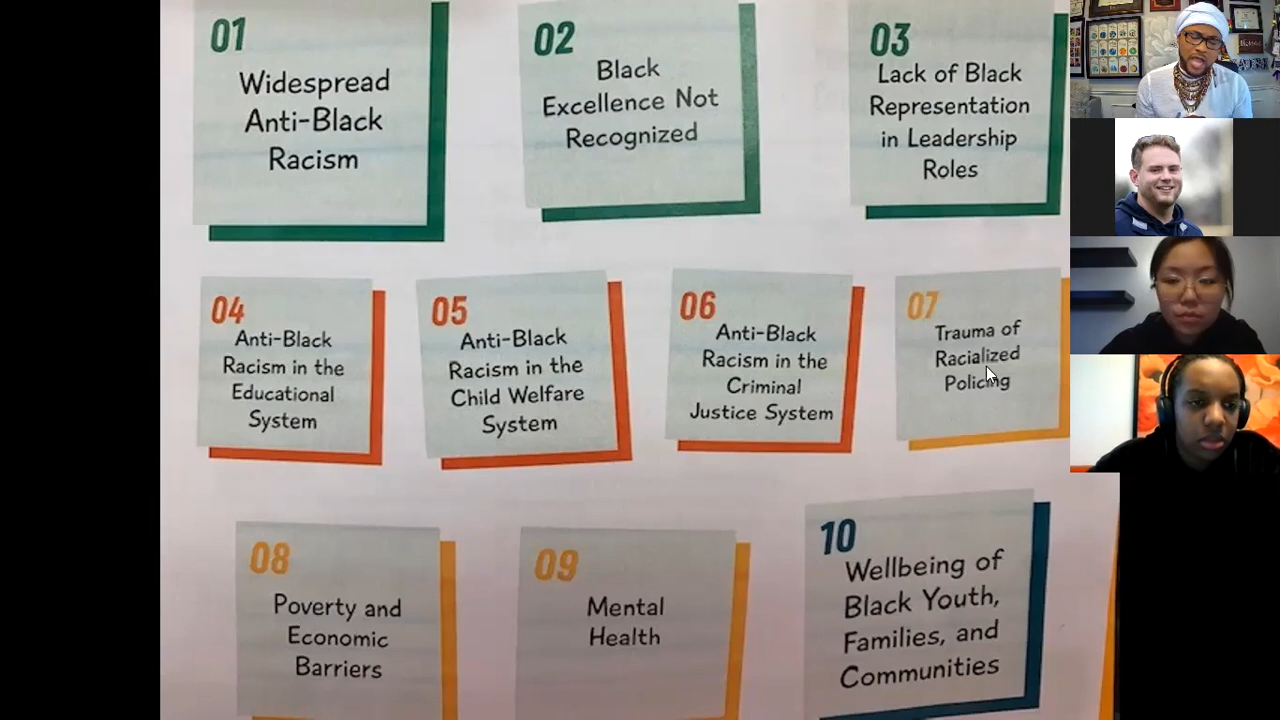 01
Widespread
Anti-Black
Racism
02
Black
Excellence Not
Recognized
03
Lack of Black
Representation
in Leadership
Roles
04
Anti-Black
Racism in the
Educational
System
05
Anti-Black
Racism in the
Child Welfare
System
06
Anti-Black
Racism in the
Criminal
Justice System
07
Trauma of
Racialized
Policing
08
Poverty and
Economic
Barriers
09
Mental
Health
10
Wellbeing of
Black Youth,
Families, and
Communities